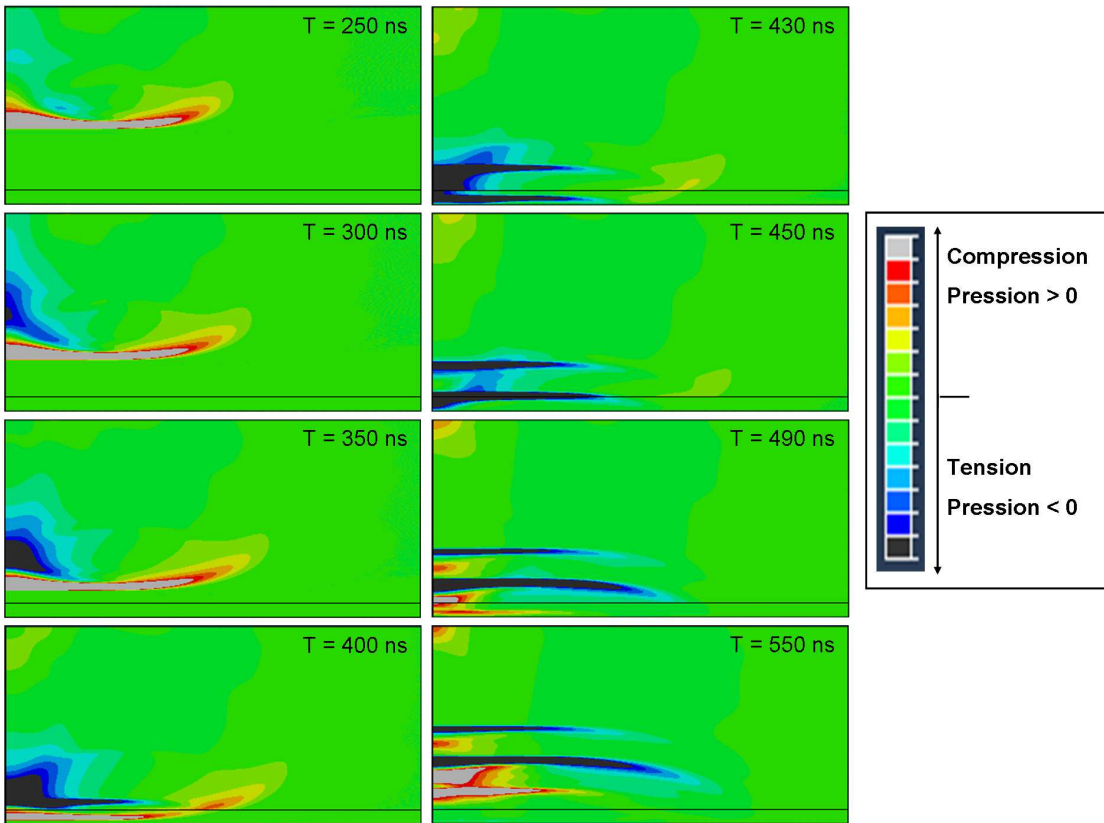 T = 250 ns
T = 300 ns
T = 350 ns
T = 400 ns
T = 430 ns
T = 450 ns
T = 490 ns
T = 550 ns
Compression
Pression > 0
Tension
Pression < 0